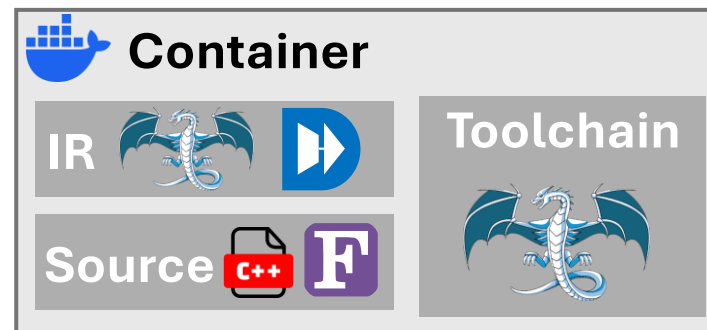 Container
IR
Toolchain
Source
C++
F